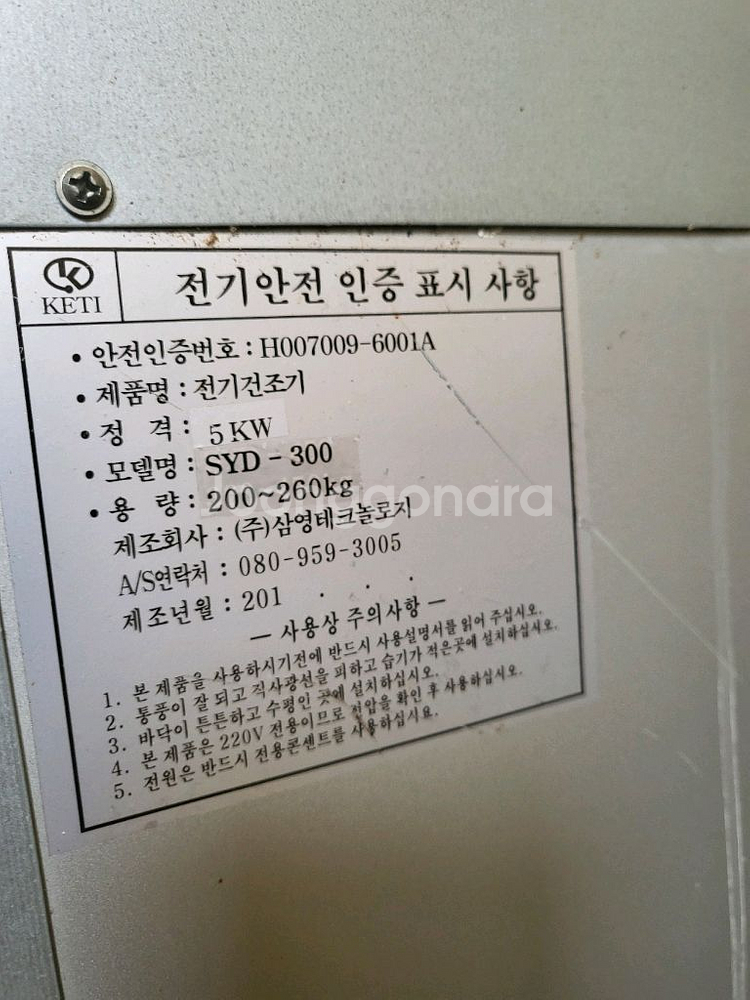 KETI
전기안전 인증 표시 사항
• 안전인증번호 : H007009-6001A
• 제품명 : 전기건조기
• 정 격 : 5 KW
• 모델명 : SYD - 300
• 용 량 : 200~260kg
제조회사 : (주)삼영테크놀로지
A/S연락처 : 080-959-3005
제조년월 : 201 . . .
— 사용상 주의사항 —
1. 본 제품을 사용하시기전에 반드시 사용설명서를 읽어 주십시오.
2. 통풍이 잘 되고 직사광선을 피하고 습기가 적은곳에 설치하십시오.
3. 바닥이 튼튼하고 수평인 곳에 설치하십시오.
4. 본 제품은 220V 전용이므로 전압을 확인 후 사용하십시오.
5. 전원은 반드시 전용콘센트를 사용하십시요.
joonggonara